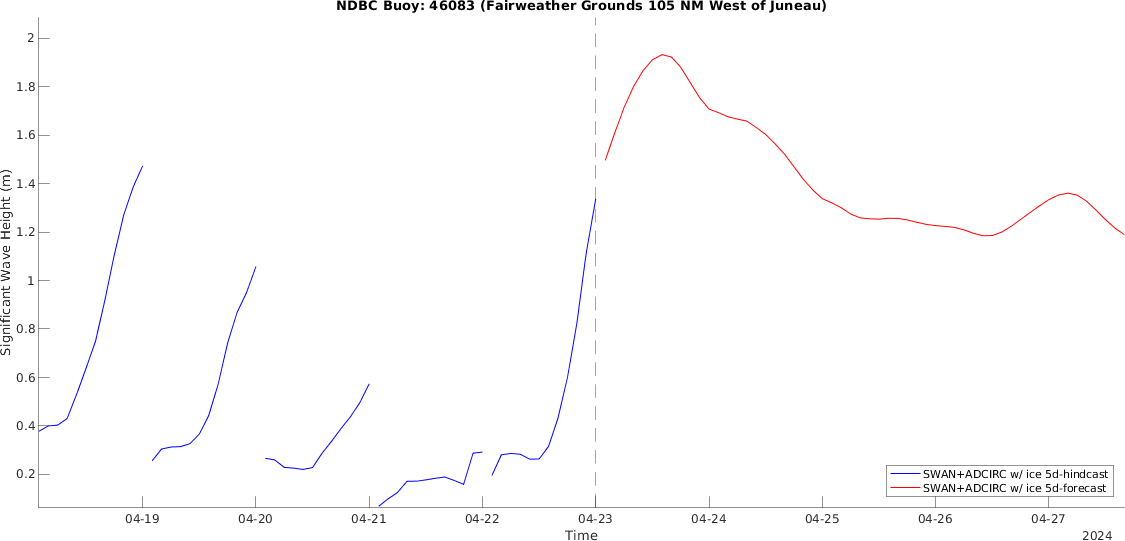 NDBC Buoy: 46083 (Fairweather Grounds 105 NM West of Juneau)
2
1.8
1.6
1.4
1.2
1
0.8
0.6
0.4
0.2
Significant Wave Height (m)
SWAN+ADCIRC w/ ice 5d-hindcast
SWAN+ADCIRC w/ ice 5d-forecast
04-19 04-20 04-21 04-22 04-23 04-24 04-25 04-26 04-27
Time
2024